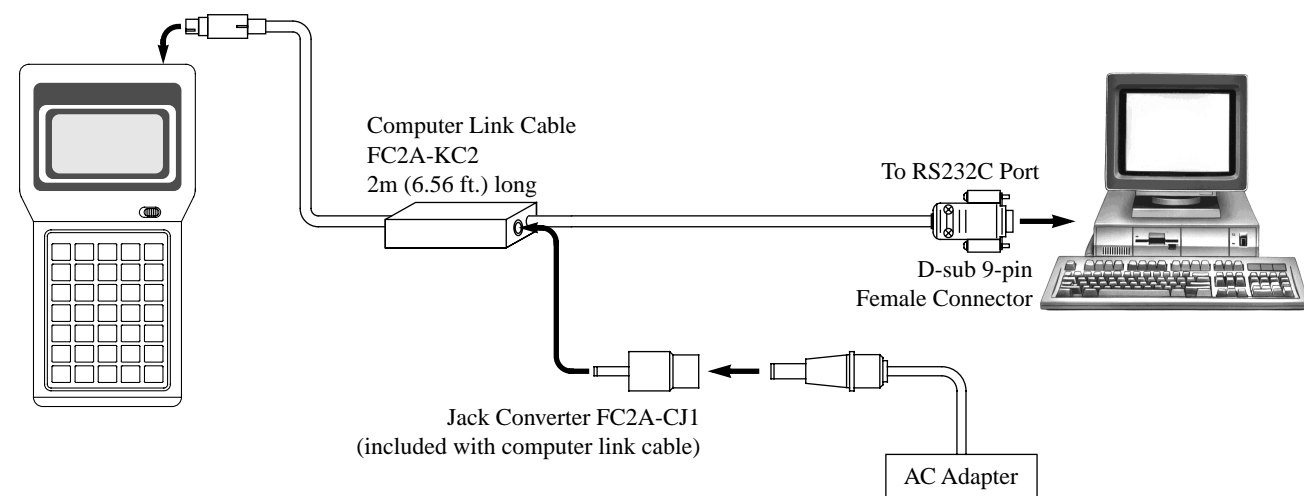 Computer Link Cable
FC2A-KC2
2m (6.56 ft.) long
To RS232C Port
D-sub 9-pin
Female Connector
Jack Converter FC2A-CJ1
(included with computer link cable)
AC Adapter